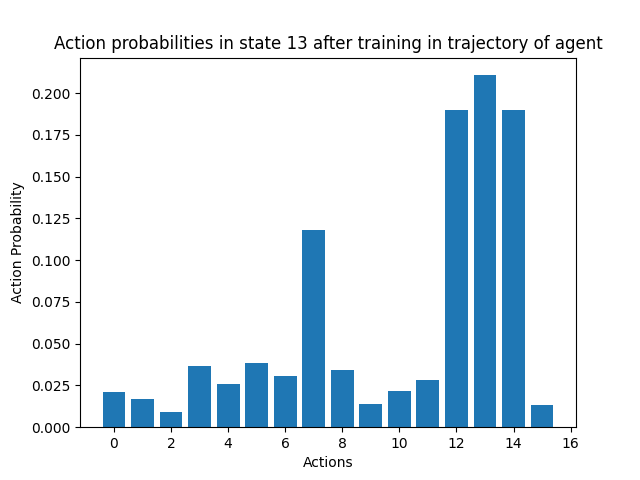 Action probabilities in state 13 after training in trajectory of agent
0.200
0.175
0.150
0.125
0.100
0.075
0.050
0.025
0.000
Action Probability
0 2 4 6 8 10 12 14 16
Actions